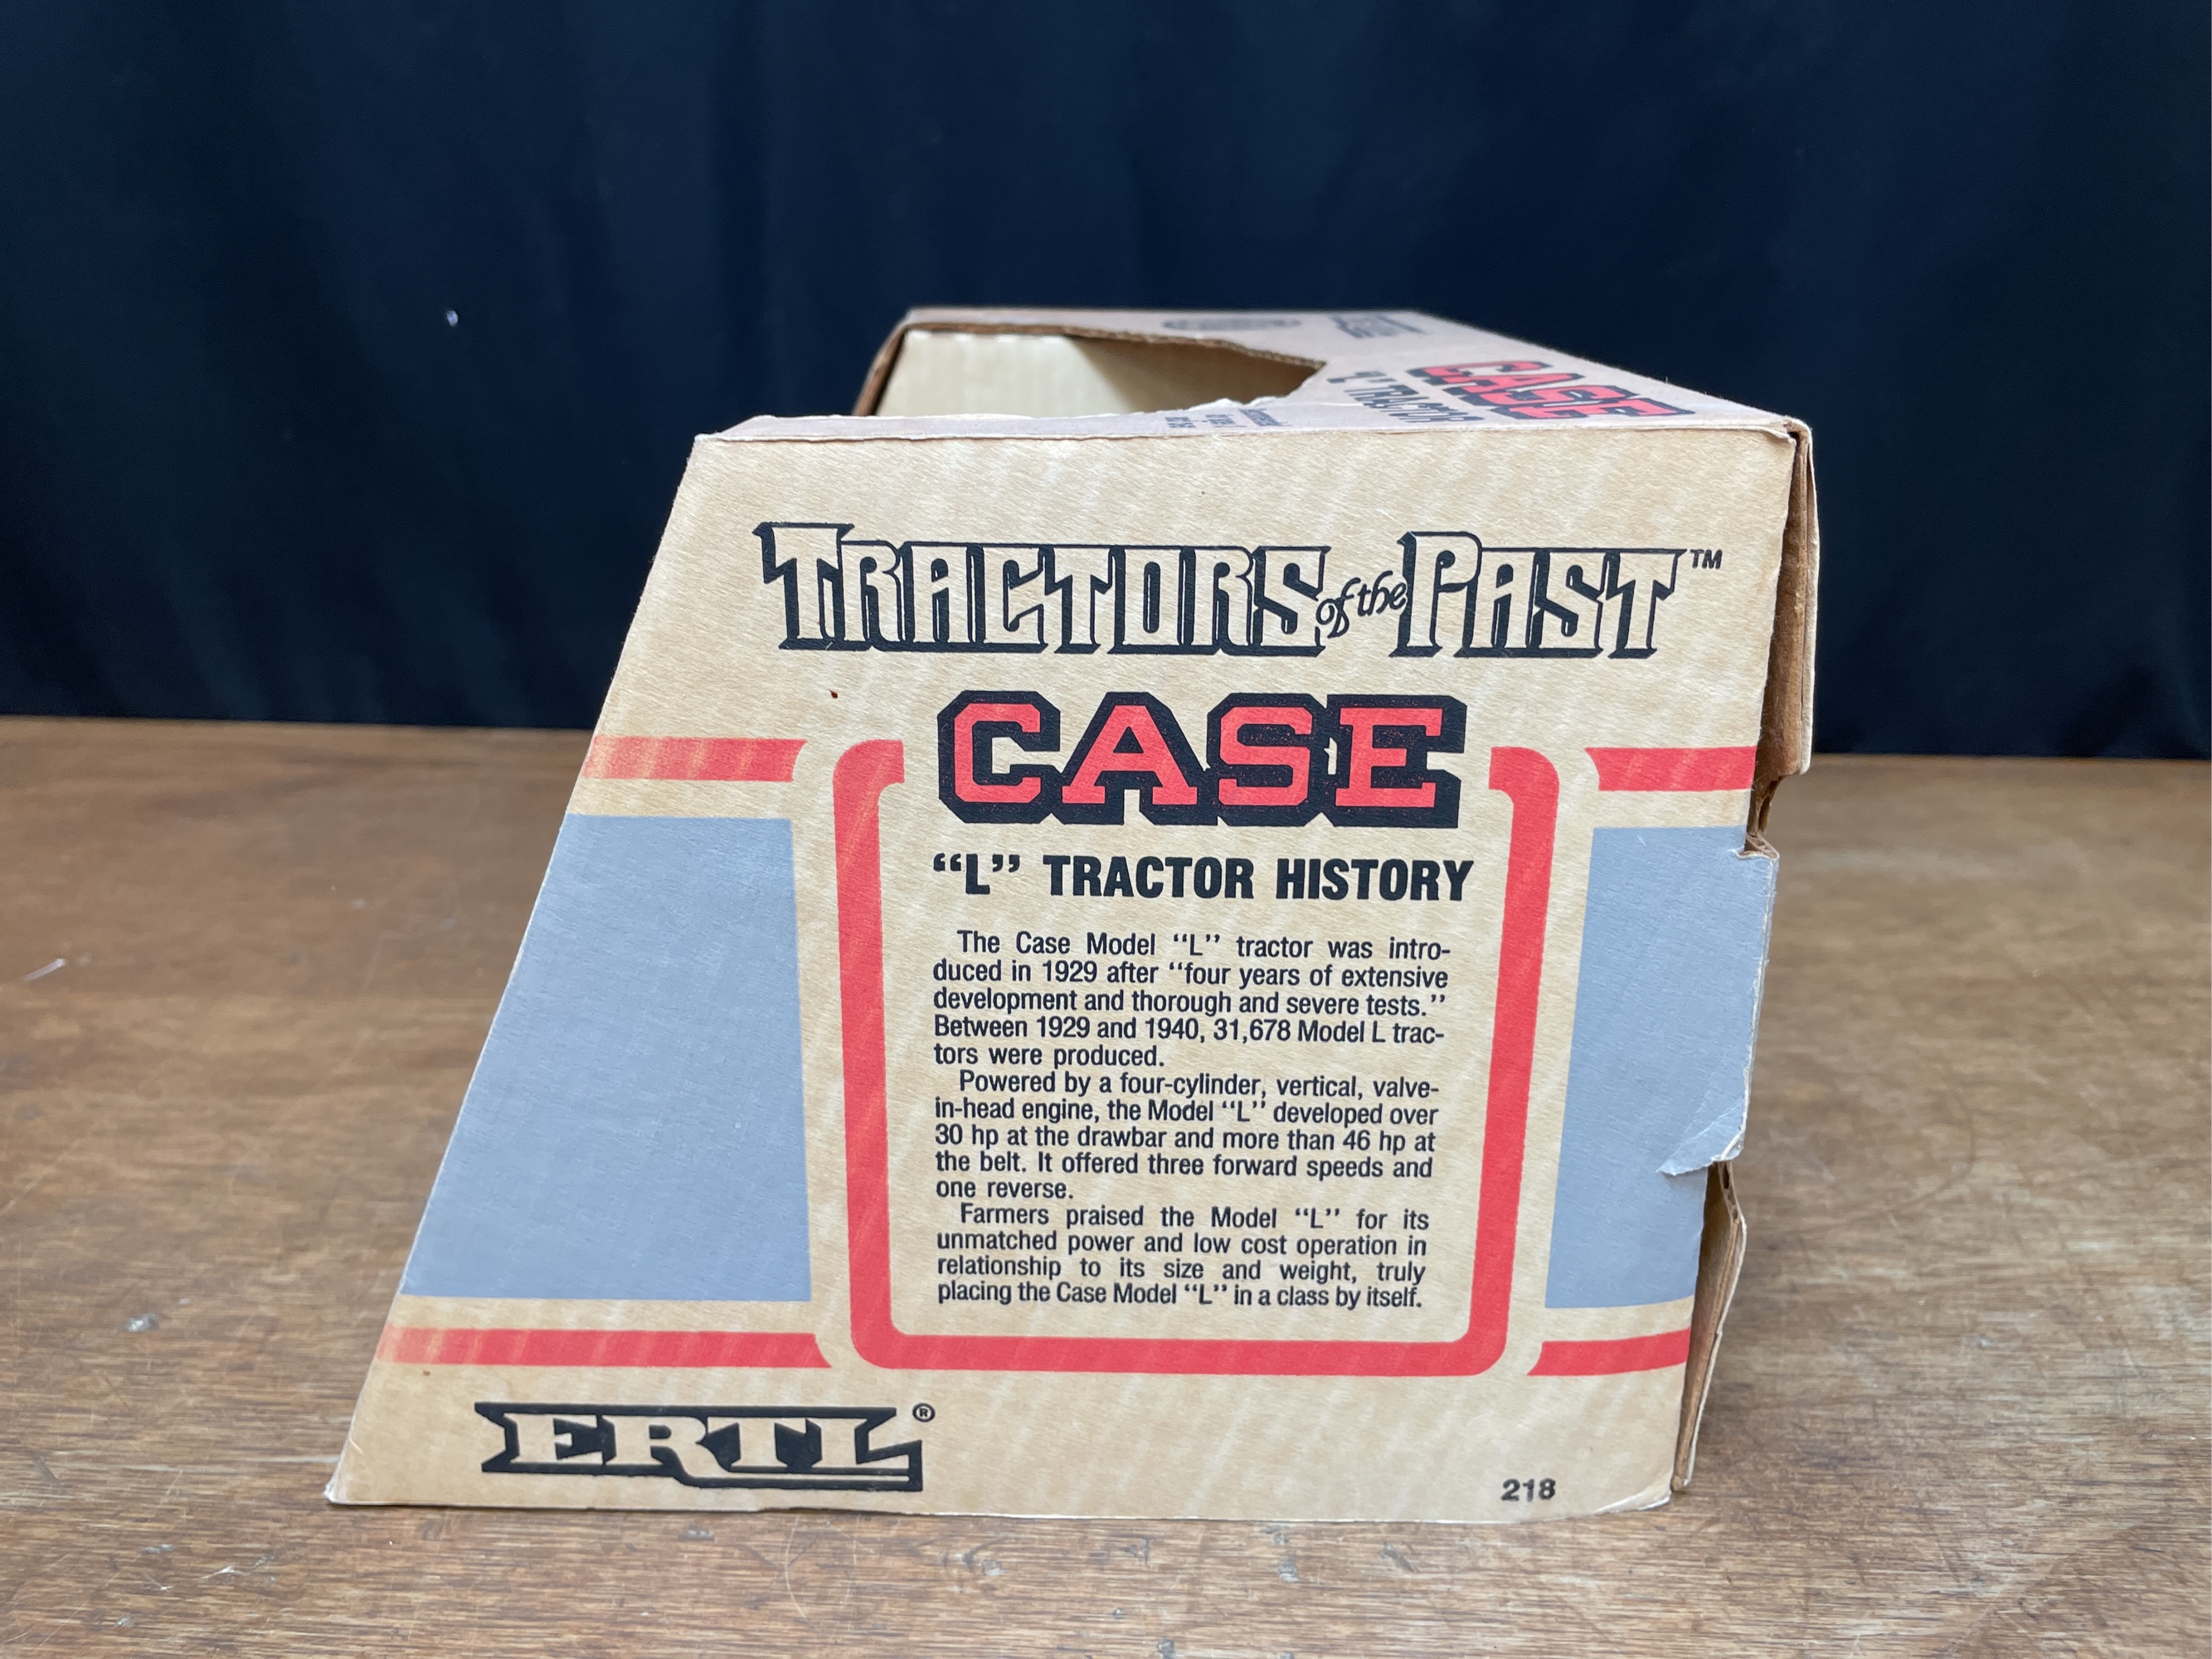 CASE
"L" TRACTOR
TRACTORS of the PAST™
CASE
"L" TRACTOR HISTORY
The Case Model "L" tractor was intro-
duced in 1929 after "four years of extensive
development and thorough and severe tests."
Between 1929 and 1940, 31,678 Model L trac-
tors were produced.
Powered by a four-cylinder, vertical, valve-
in-head engine, the Model "L" developed over
30 hp at the drawbar and more than 46 hp at
the belt. It offered three forward speeds and
one reverse.
Farmers praised the Model "L" for its
unmatched power and low cost operation in
relationship to its size and weight, truly
placing the Case Model "L" in a class by itself.
ERTL®
218